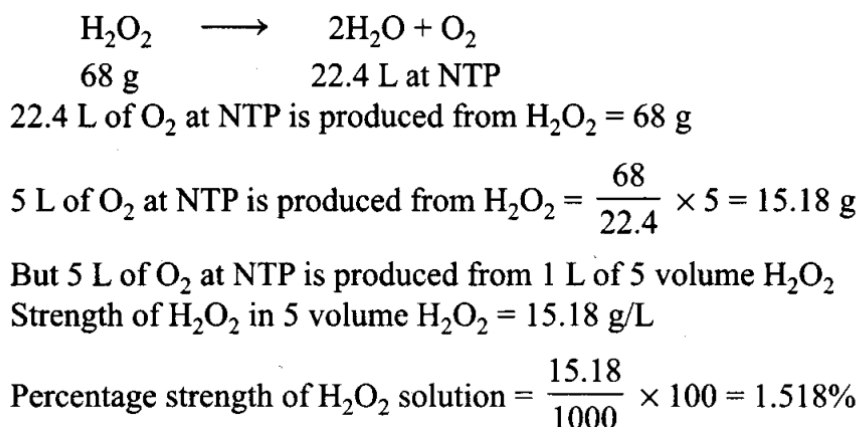 H₂O₂ ⟶ 2H₂O + O₂
68 g 22.4 L at NTP
22.4 L of O₂ at NTP is produced from H₂O₂ = 68 g
5 L of O₂ at NTP is produced from H₂O₂ = 68/22.4 × 5 = 15.18 g
But 5 L of O₂ at NTP is produced from 1 L of 5 volume H₂O₂
Strength of H₂O₂ in 5 volume H₂O₂ = 15.18 g/L
Percentage strength of H₂O₂ solution = 15.18/1000 × 100 = 1.518%